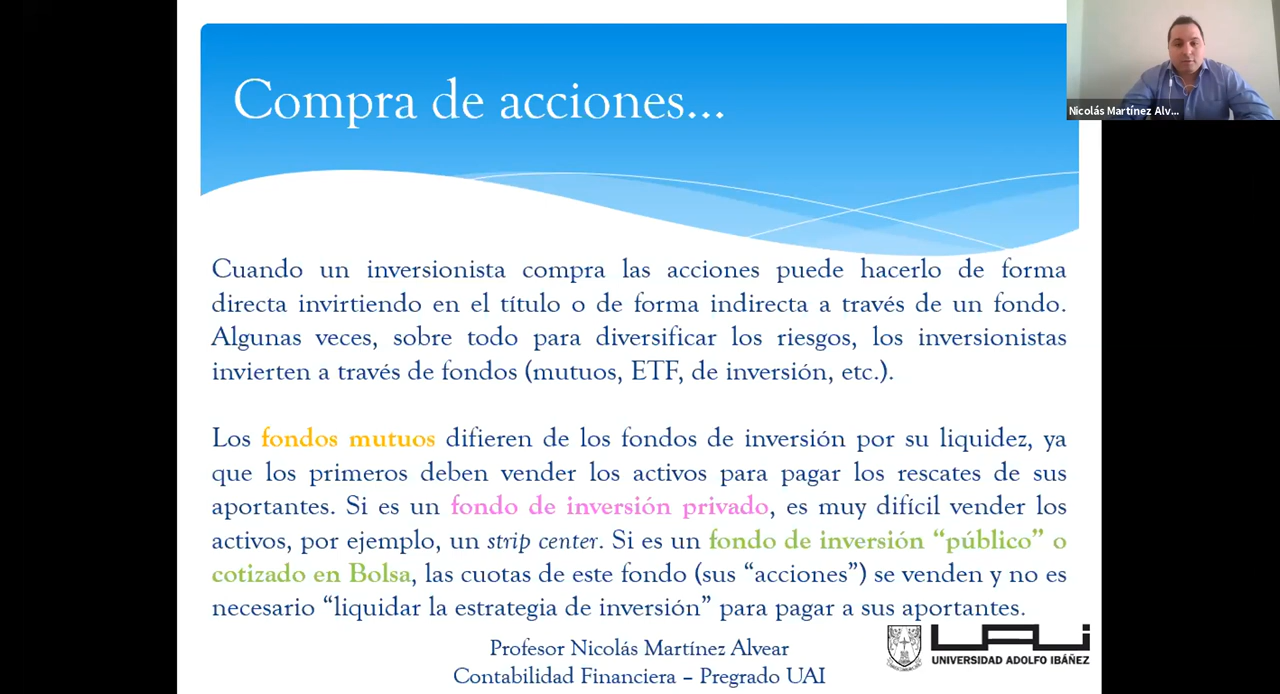 Compra de acciones...
Nicolás Martínez Alv...
Cuando un inversionista compra las acciones puede hacerlo de forma
directa invirtiendo en el título o de forma indirecta a través de un fondo.
Algunas veces, sobre todo para diversificar los riesgos, los inversionistas
invierten a través de fondos (mutuos, ETF, de inversión, etc.).
Los fondos mutuos difieren de los fondos de inversión por su liquidez, ya
que los primeros deben vender los activos para pagar los rescates de sus
aportantes. Si es un fondo de inversión privado, es muy difícil vender los
activos, por ejemplo, un strip center. Si es un fondo de inversión “público” o
cotizado en Bolsa, las cuotas de este fondo (sus “acciones”) se venden y no es
necesario “liquidar la estrategia de inversión” para pagar a sus aportantes.
Profesor Nicolás Martínez Alvear
Contabilidad Financiera – Pregrado UAI
UAI
UNIVERSIDAD ADOLFO IBÁÑEZ